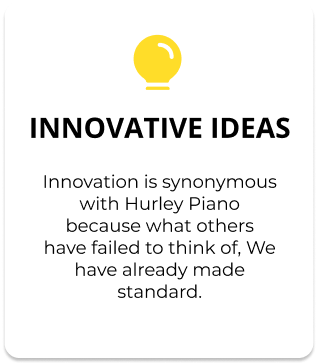 INNOVATIVE IDEAS
Innovation is synonymous
with Hurley Piano
because what others
have failed to think of, We
have already made
standard.